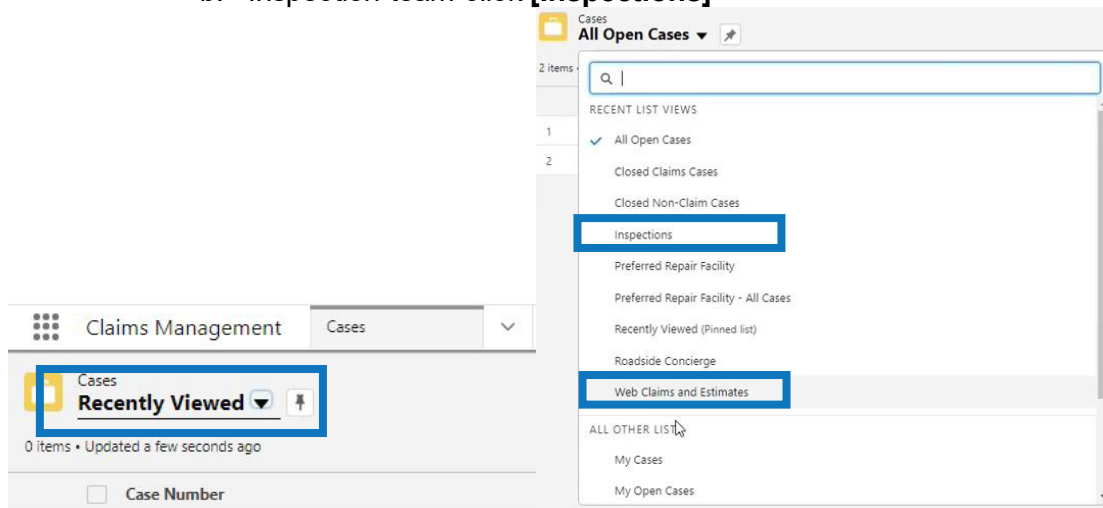 b. Inspection team click [Inspections]
Cases
All Open Cases
2 items •
RECENT LIST VIEWS
1
All Open Cases
2
Closed Claims Cases
Closed Non-Claim Cases
Inspections
Preferred Repair Facility
Preferred Repair Facility - All Cases
Recently Viewed (Pinned list)
Roadside Concierge
Web Claims and Estimates
ALL OTHER LIST
My Cases
My Open Cases
Claims Management Cases
Cases
Recently Viewed
0 items • Updated a few seconds ago
Case Number